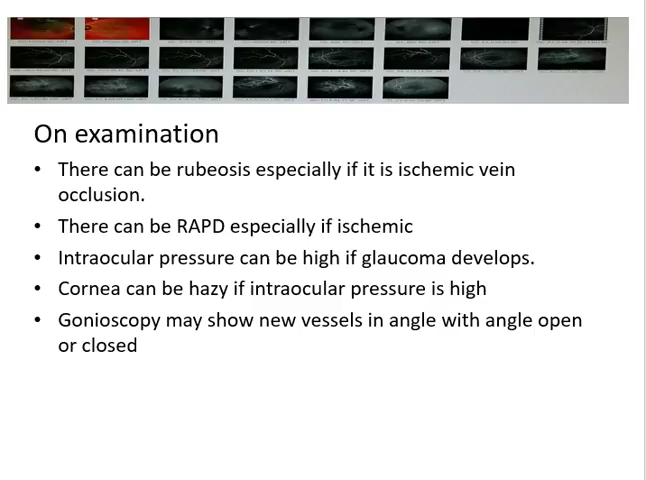 On examination
• There can be rubeosis especially if it is ischemic vein
occlusion.
• There can be RAPD especially if ischemic
• Intraocular pressure can be high if glaucoma develops.
• Cornea can be hazy if intraocular pressure is high
• Gonioscopy may show new vessels in angle with angle open
or closed